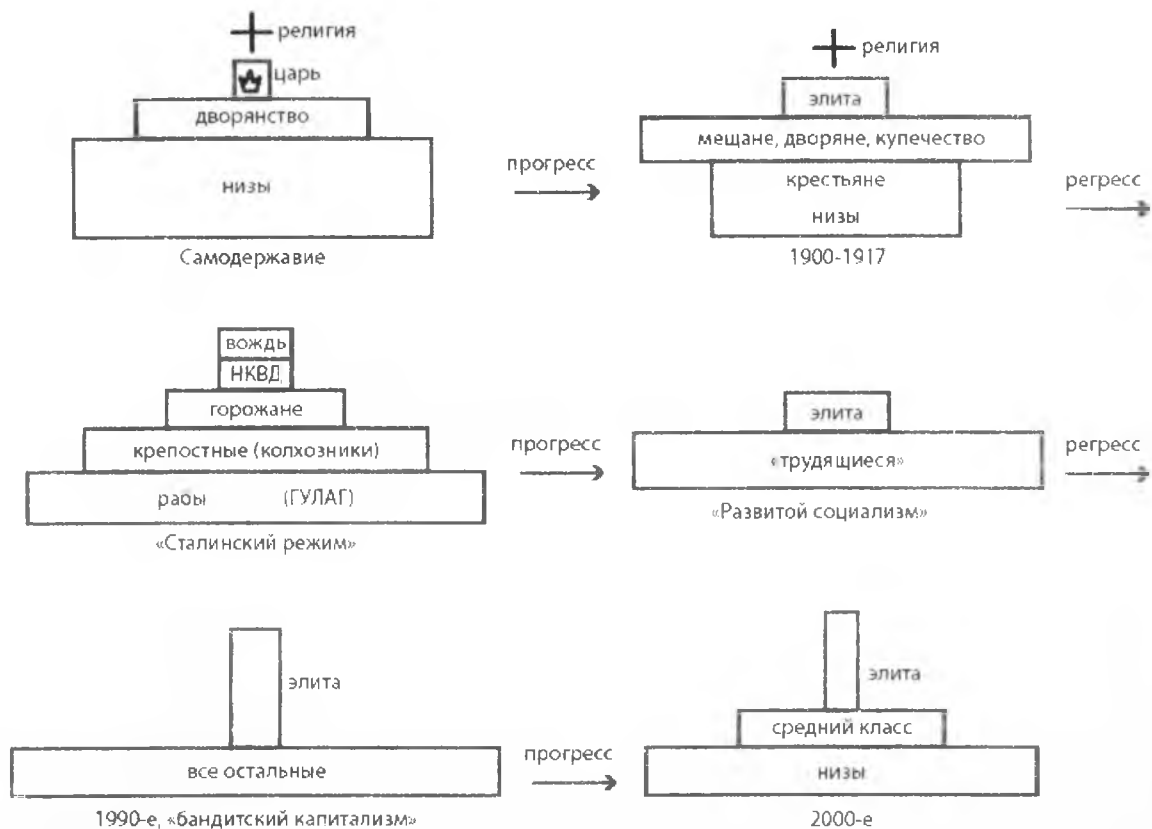 религия
царь
дворянство
низы
Самодержавие
прогресс
религия
элита
мещане, дворяне, купечество
крестьяне
низы
1900-1917
регресс
вождь
НКВД
горожане
крепостные (колхозники)
рабы (ГУЛАГ)
«Сталинский режим»
прогресс
элита
«трудящиеся»
«Развитой социализм»
регресс
элита
все остальные
1990-е, «бандитский капитализм»
прогресс
элита
средний класс
низы
2000-е